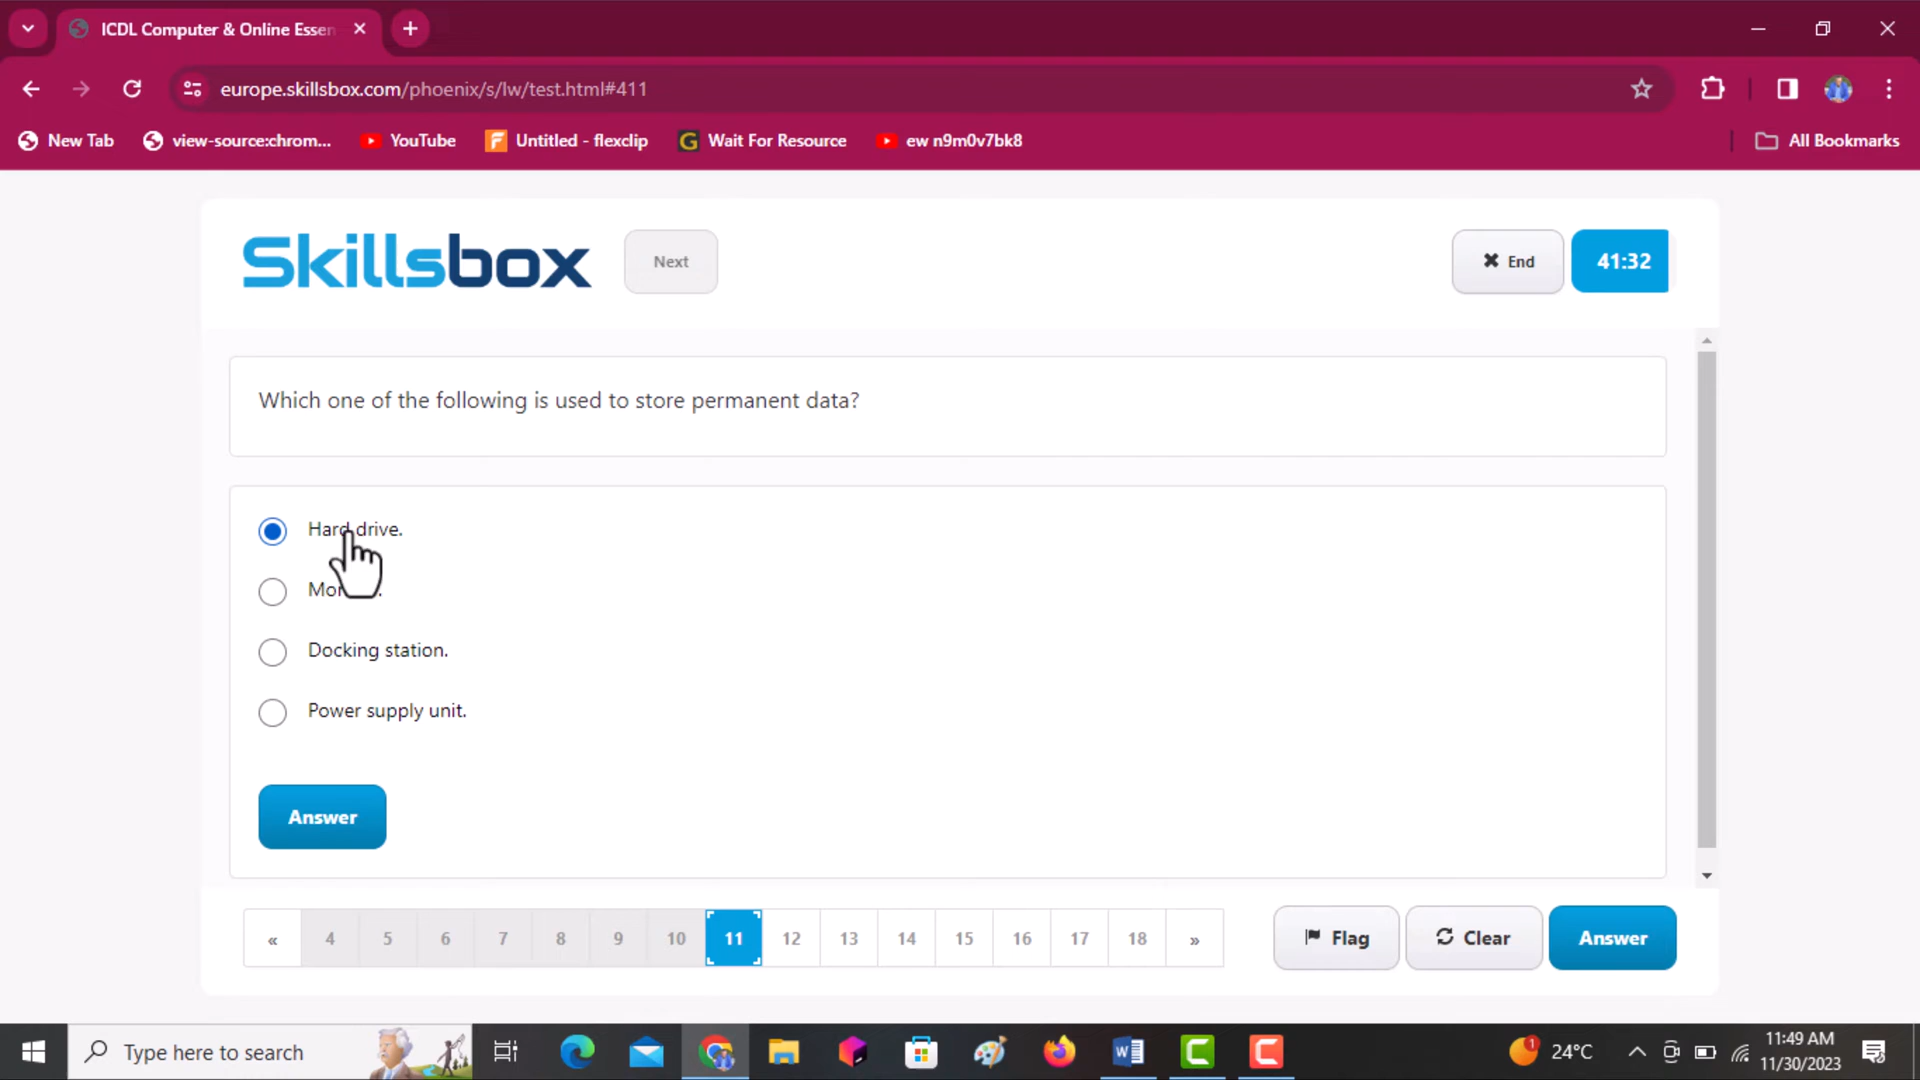 ICDL Computer & Online Essen
europe.skillsbox.com/phoenix/s/lw/test.html#411
New Tab
view-source:chrom...
YouTube
Untitled - flexclip
Wait For Resource
ew n9m0v7bk8
All Bookmarks
Skillsbox
Next
End
41:32
Which one of the following is used to store permanent data?
Hard drive.
Docking station.
Power supply unit.
Answer
« 4 5 6 7 8 9 10 11 12 13 14 15 16 17 18 »
Flag
Clear
Answer
Type here to search
1
24°C
11:49 AM
11/30/2023